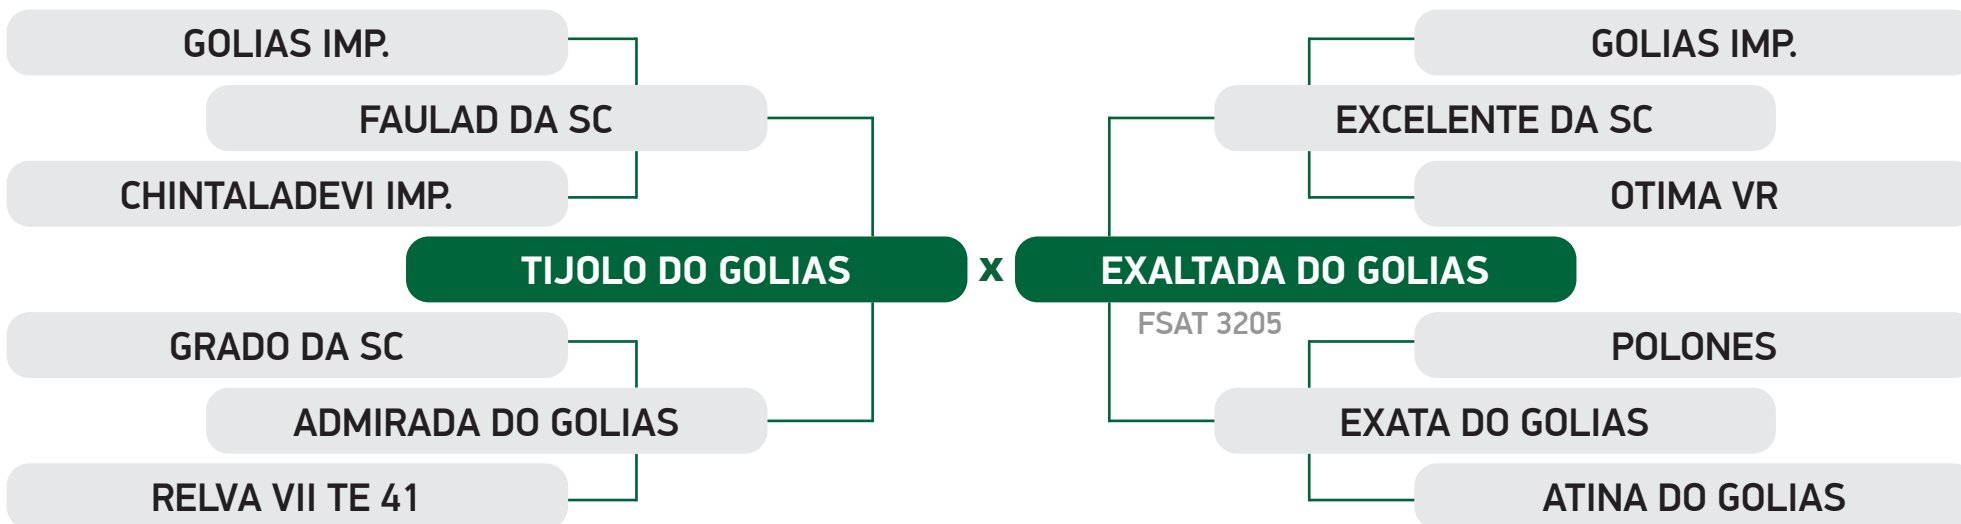 GOLIAS IMP.
GOLIAS IMP.
FAULAD DA SC
EXCELENTE DA SC
CHINTALADEVI IMP.
OTIMA VR
TIJOLO DO GOLIAS x EXALTADA DO GOLIAS
FSAT 3205
GRADO DA SC
POLONES
ADMIRADA DO GOLIAS
EXATA DO GOLIAS
RELVA VII TE 41
ATINA DO GOLIAS